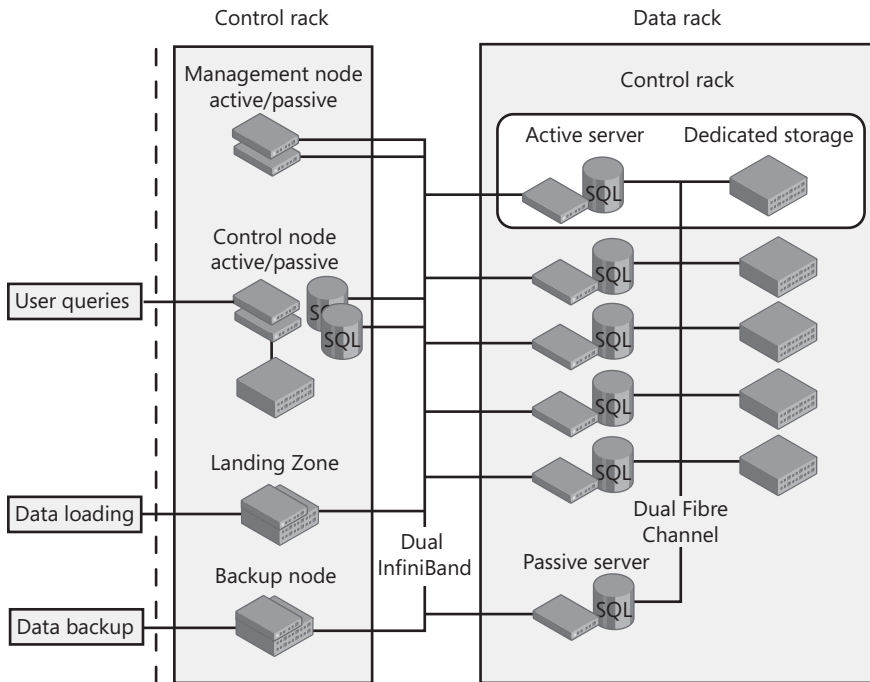 Control rack
Data rack
Management node
active/passive
Control rack
Active server
Dedicated storage
SQL
Control node
active/passive
SQL
User queries
SQL
SQL
SQL
SQL
SQL
Landing Zone
SQL
Data loading
Dual Fibre
Channel
Dual
InfiniBand
Backup node
Passive server
SQL
Data backup